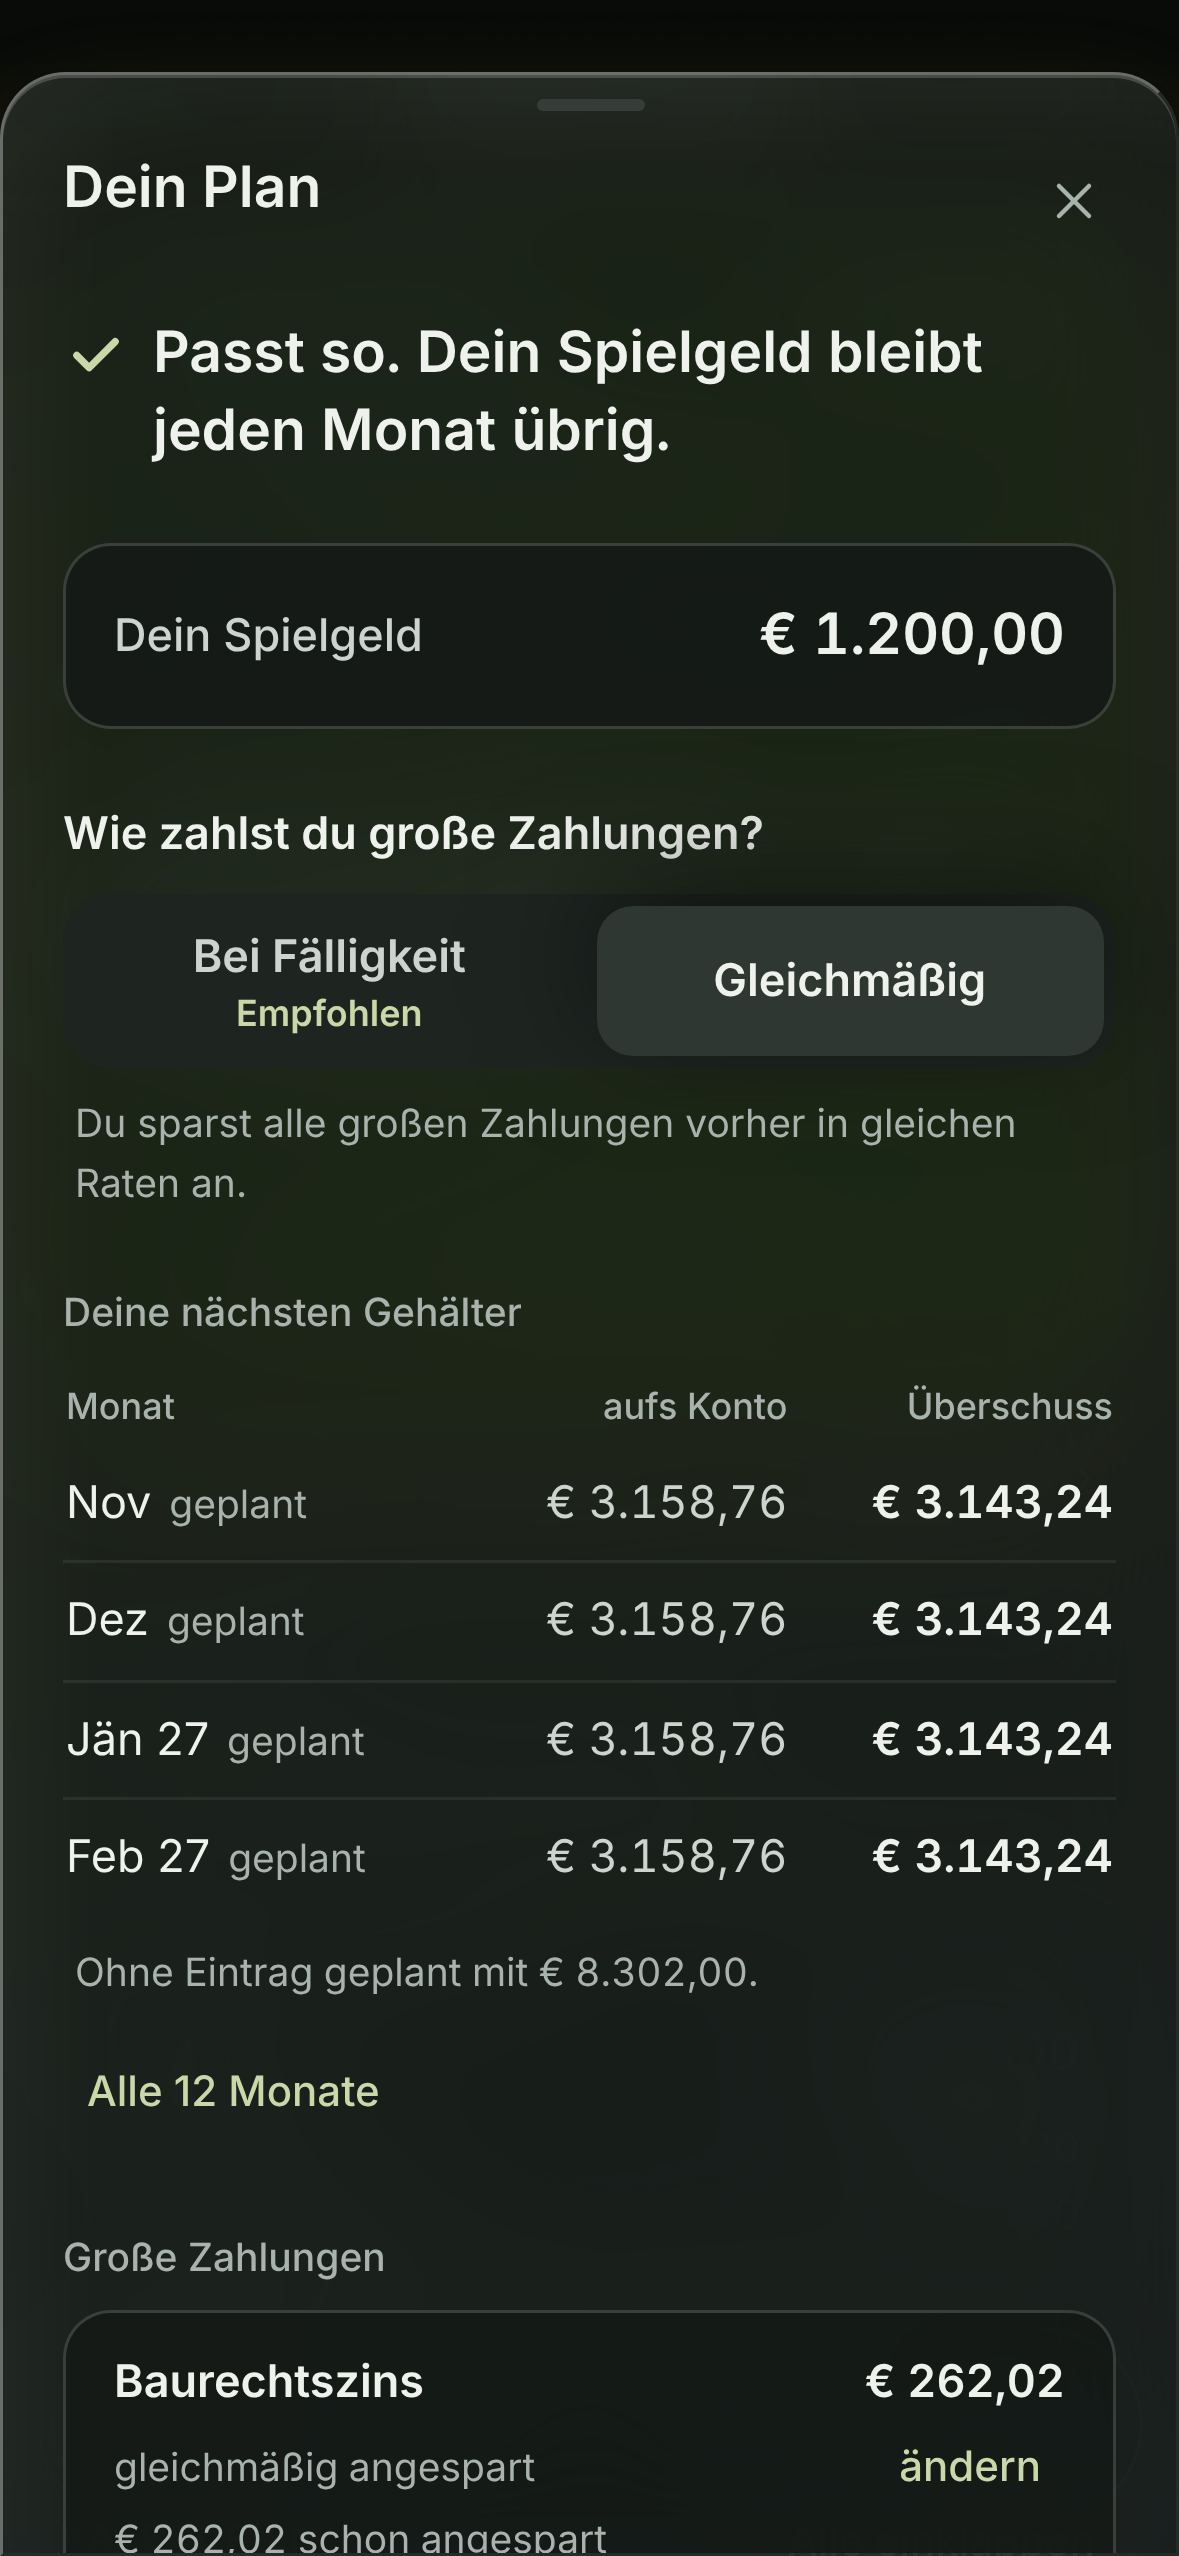 Dein Plan
Passt so. Dein Spielgeld bleibt
jeden Monat übrig.
Dein Spielgeld € 1.200,00
Wie zahlst du große Zahlungen?
Bei Fälligkeit
Empfohlen
Gleichmäßig
Du sparst alle großen Zahlungen vorher in gleichen
Raten an.
Deine nächsten Gehälter
Monat aufs Konto Überschuss
Nov geplant € 3.158,76 € 3.143,24
Dez geplant € 3.158,76 € 3.143,24
Jän 27 geplant € 3.158,76 € 3.143,24
Feb 27 geplant € 3.158,76 € 3.143,24
Ohne Eintrag geplant mit € 8.302,00.
Alle 12 Monate
Große Zahlungen
Baurechtszins € 262,02
gleichmäßig angespart ändern
€ 262,02 schon angespart